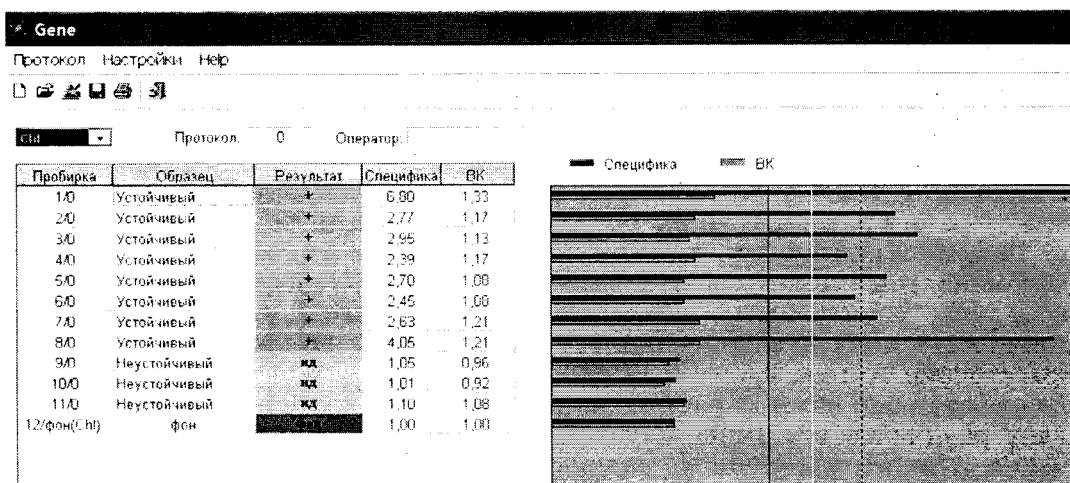 Gene
Протокол Настройки Help
Chl Протокол: 0 Оператор:
Специфика ВК
Пробирка Образец Результат Специфика ВК
1/0 Устойчивый + 6,80 1,33
2/0 Устойчивый + 2,77 1,17
3/0 Устойчивый + 2,95 1,13
4/0 Устойчивый + 2,39 1,17
5/0 Устойчивый + 2,70 1,08
6/0 Устойчивый + 2,45 1,08
7/0 Устойчивый + 2,63 1,21
8/0 Устойчивый + 4,05 1,21
9/0 Неустойчивый нд 1,05 0,96
10/0 Неустойчивый нд 1,01 0,92
11/0 Неустойчивый нд 1,10 1,08
12/фон(Chl) фон 1,00 1,00